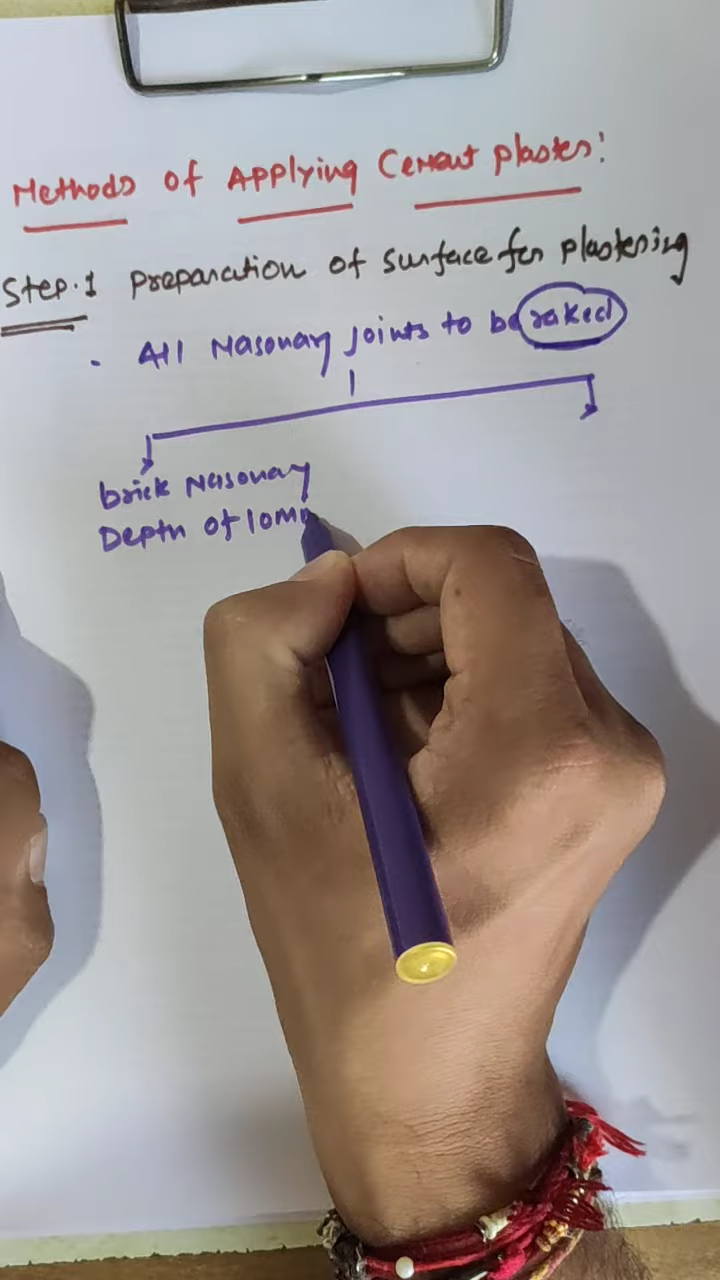 Methods of Applying Cement plaster:
Step.1 preparation of surface for plastering
. All Masonary joints to be raked
brick Masonary
Depth of 10m